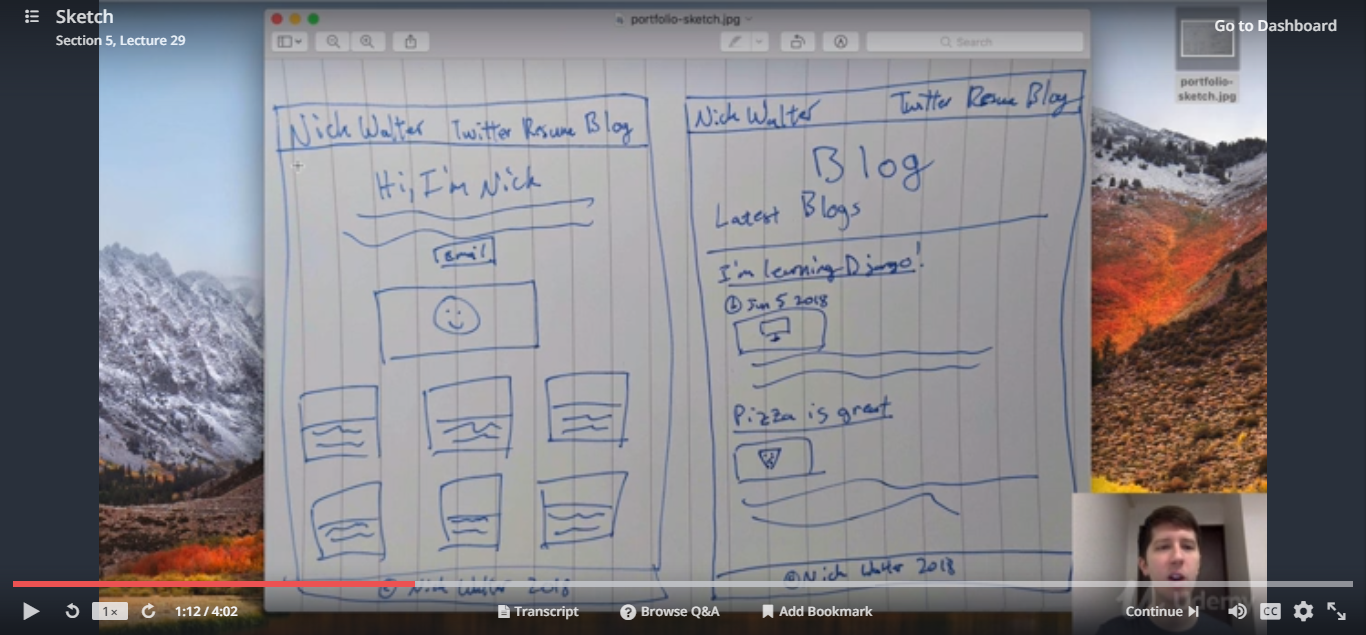 Sketch
Section 5, Lecture 29
portfolio-sketch.jpg
Search
Go to Dashboard
portfolio-
sketch.jpg
Nick Walter Twitter Resume Blog
Hi, I'm Nick
Email
© Nick Walter 2018
Nick Walter Twitter Resume Blog
Blog
Latest Blogs
I'm learning Django!
Jun 5 2018
Pizza is great
© Nick Walter 2018
1x
1:12 / 4:02
Transcript
? Browse Q&A
Add Bookmark
Continue
CC
Udemy